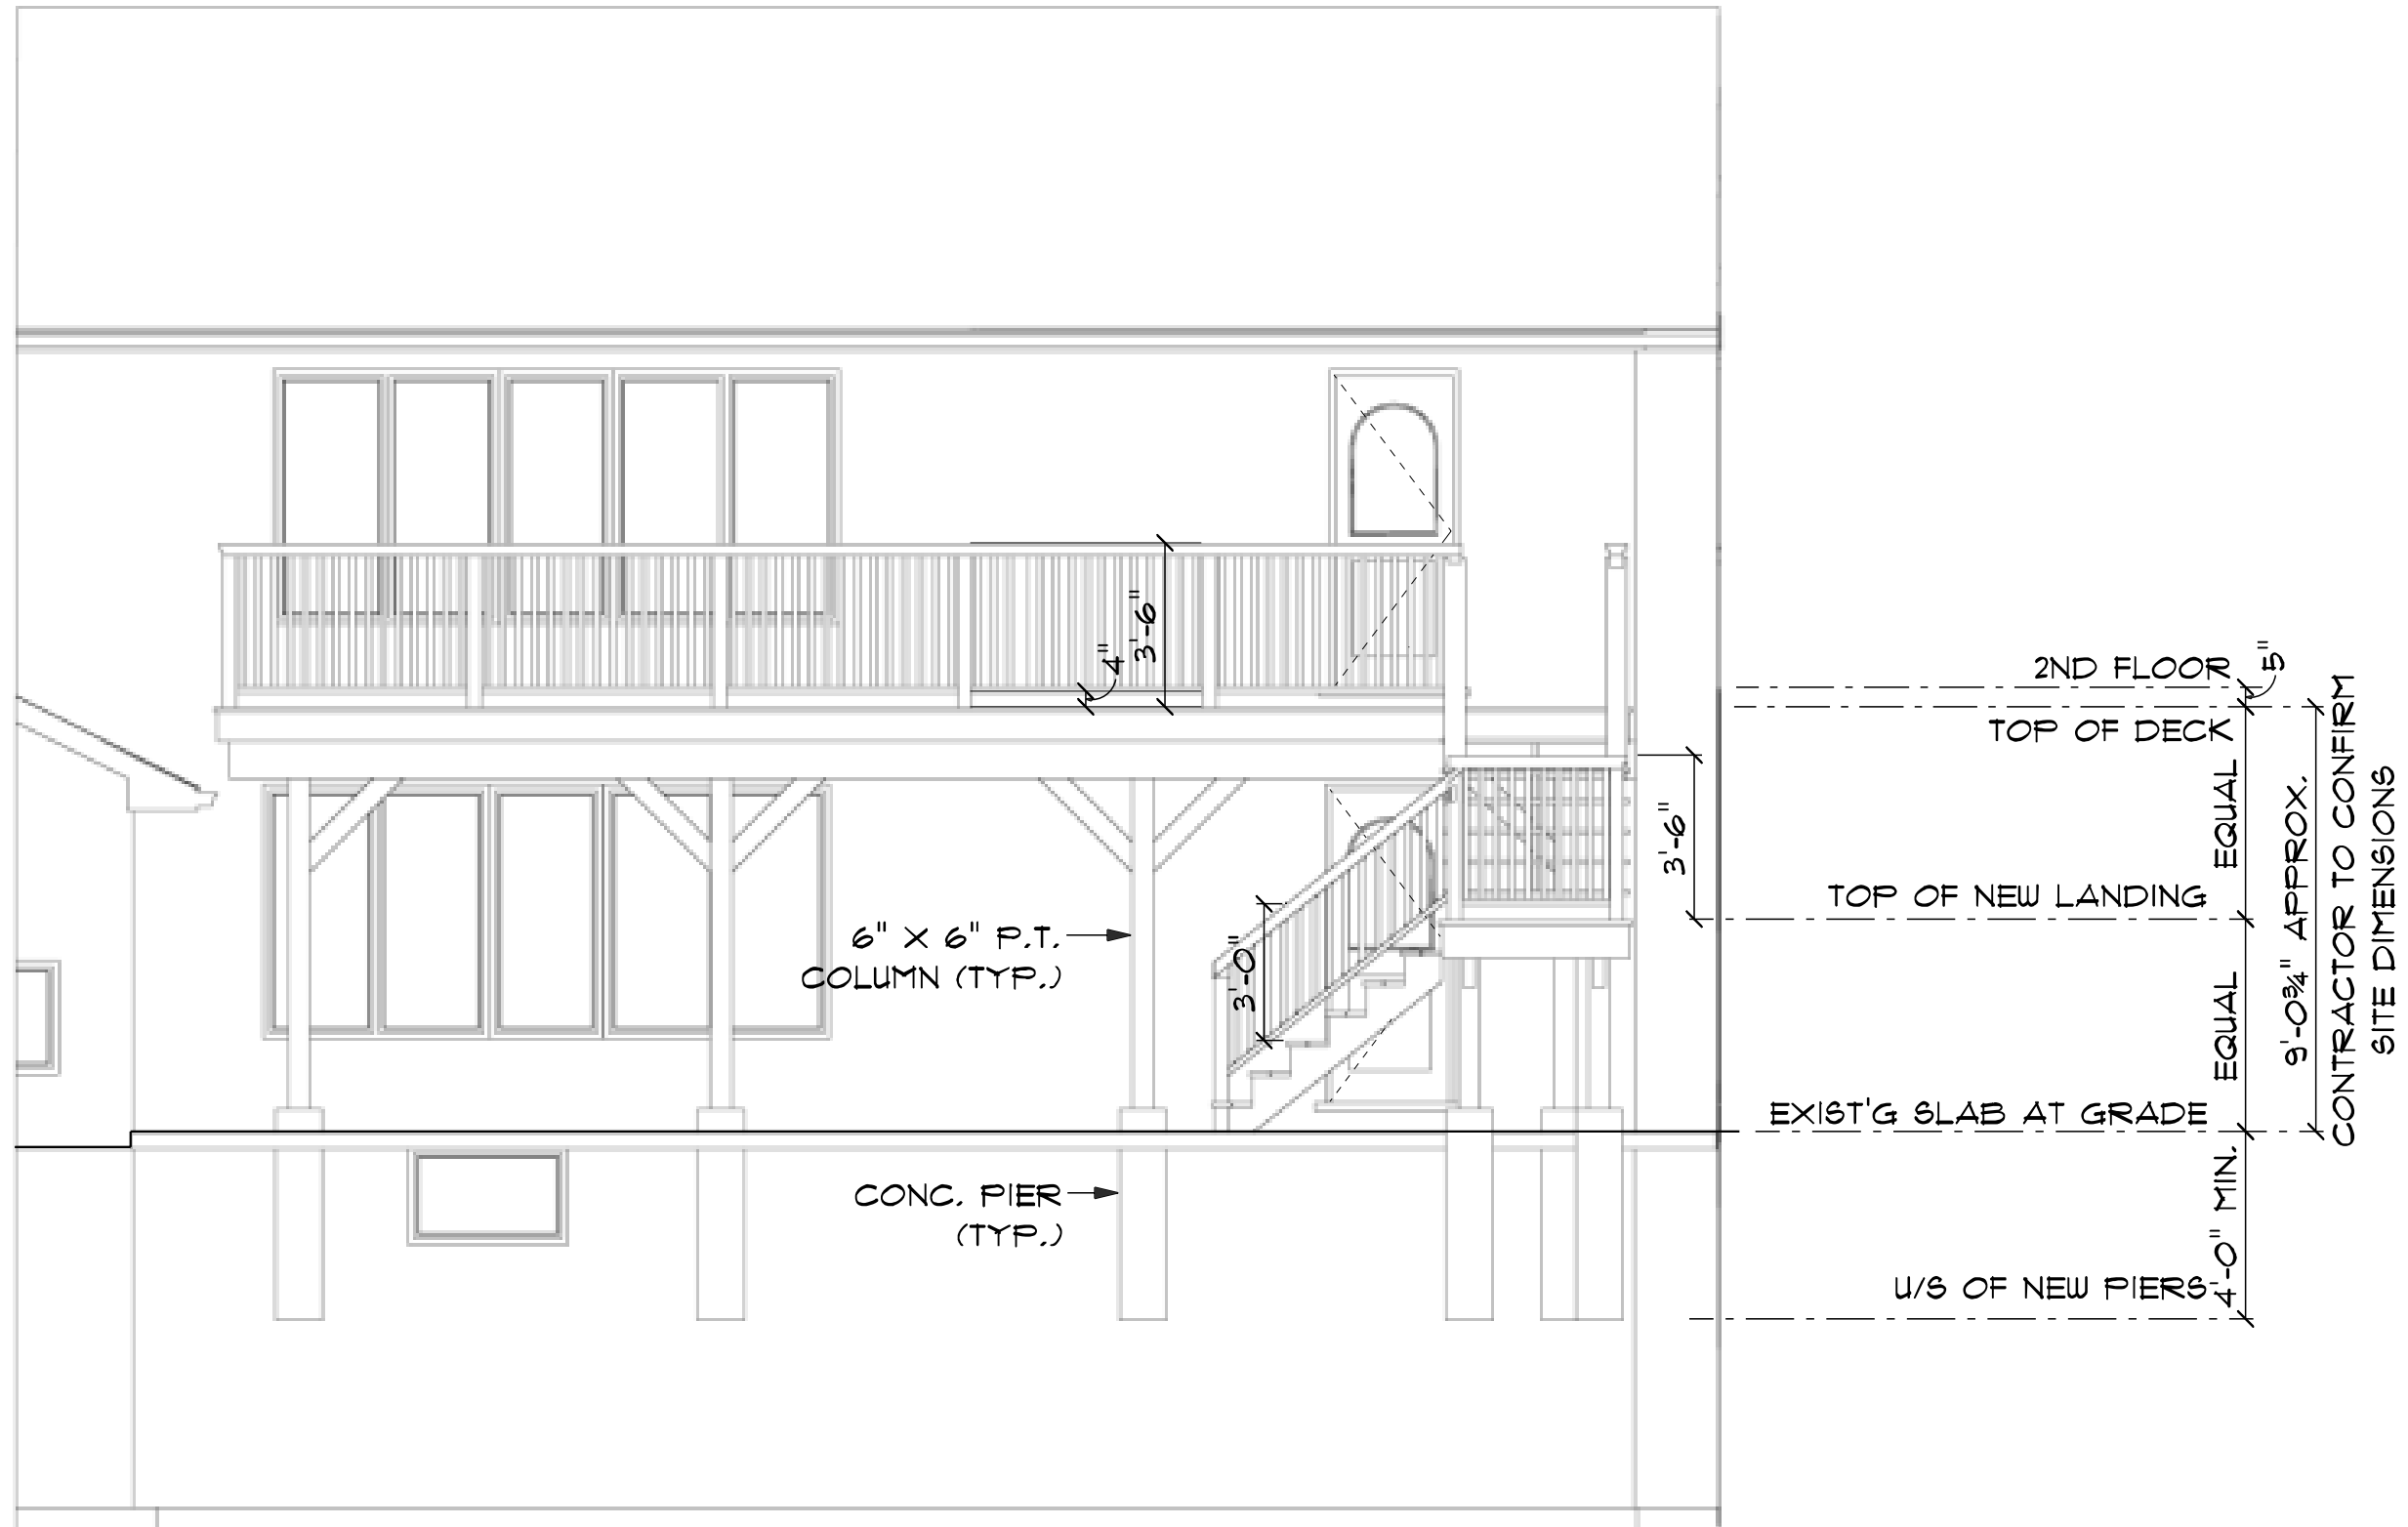 4"
3'-6"
2ND FLOOR
5"
TOP OF DECK
EQUAL
3'-6"
TOP OF NEW LANDING
6" X 6" P.T.
COLUMN (TYP.)
3'-0"
EQUAL
9'-0¾" APPROX.
CONTRACTOR TO CONFIRM
SITE DIMENSIONS
EXIST'G SLAB AT GRADE
CONC. PIER
(TYP.)
4'-0" MIN.
U/S OF NEW PIERS